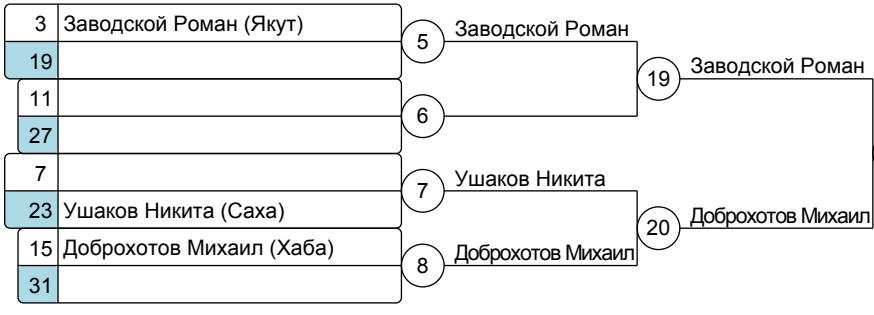 3 Заводской Роман (Якут)
19
11
27
7
23 Ушаков Никита (Саха)
15 Доброхотов Михаил (Хаба)
31
5
6
7
8
Заводской Роман
Ушаков Никита
Доброхотов Михаил
19
20
Заводской Роман
Доброхотов Михаил